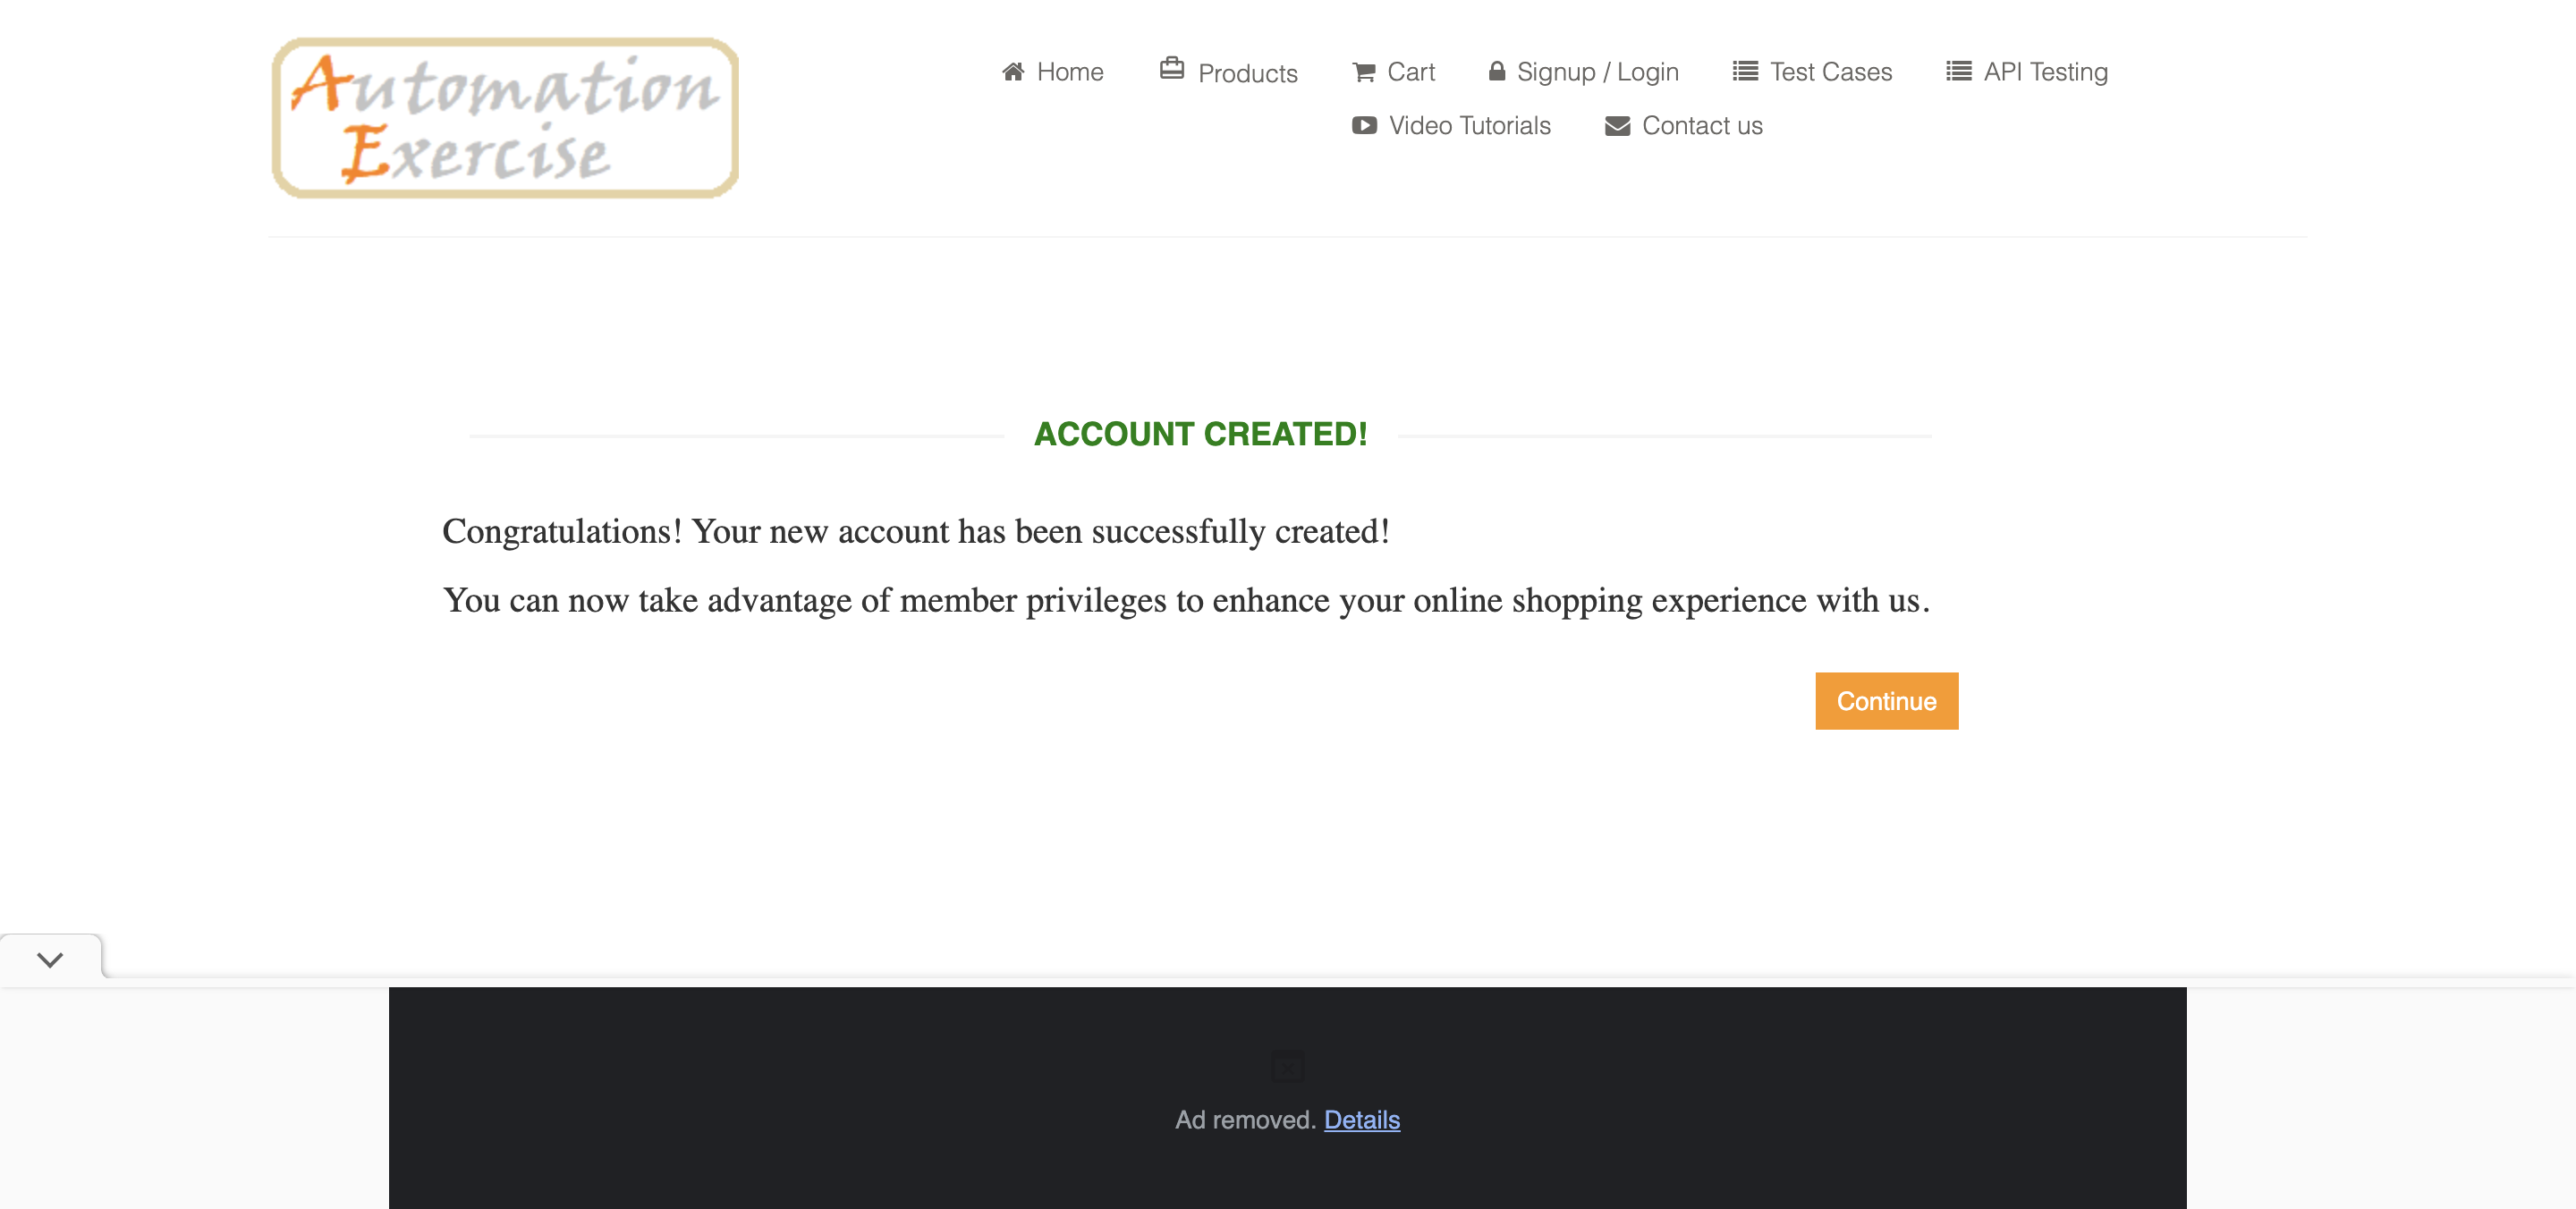 Automation
Exercise
Home
Products
Cart
Signup / Login
Test Cases
API Testing
Video Tutorials
Contact us
ACCOUNT CREATED!
Congratulations! Your new account has been successfully created!
You can now take advantage of member privileges to enhance your online shopping experience with us.
Continue
Ad removed. Details